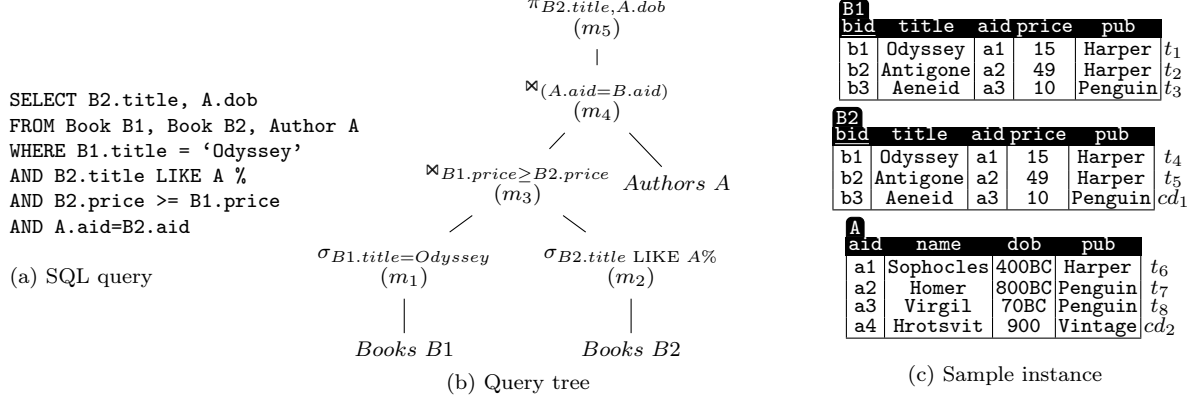 SELECT B2.title, A.dob
FROM Book B1, Book B2, Author A
WHERE B1.title = ‘Odyssey’
AND B2.title LIKE A %
AND B2.price >= B1.price
AND A.aid=B2.aid
(a) SQL query
π B2.title,A.dob
(m5)
⋈ (A.aid=B.aid)
(m4)
⋈ B1.price≥B2.price
(m3)
Authors A
σ B1.title=Odyssey
(m1)
σ B2.title LIKE A%
(m2)
Books B1
Books B2
(b) Query tree
B1
bid title aid price pub
b1 Odyssey a1 15 Harper t1
b2 Antigone a2 49 Harper t2
b3 Aeneid a3 10 Penguin t3
B2
bid title aid price pub
b1 Odyssey a1 15 Harper t4
b2 Antigone a2 49 Harper t5
b3 Aeneid a3 10 Penguin cd1
A
aid name dob pub
a1 Sophocles 400BC Harper t6
a2 Homer 800BC Penguin t7
a3 Virgil 70BC Penguin t8
a4 Hrotsvit 900 Vintage cd2
(c) Sample instance